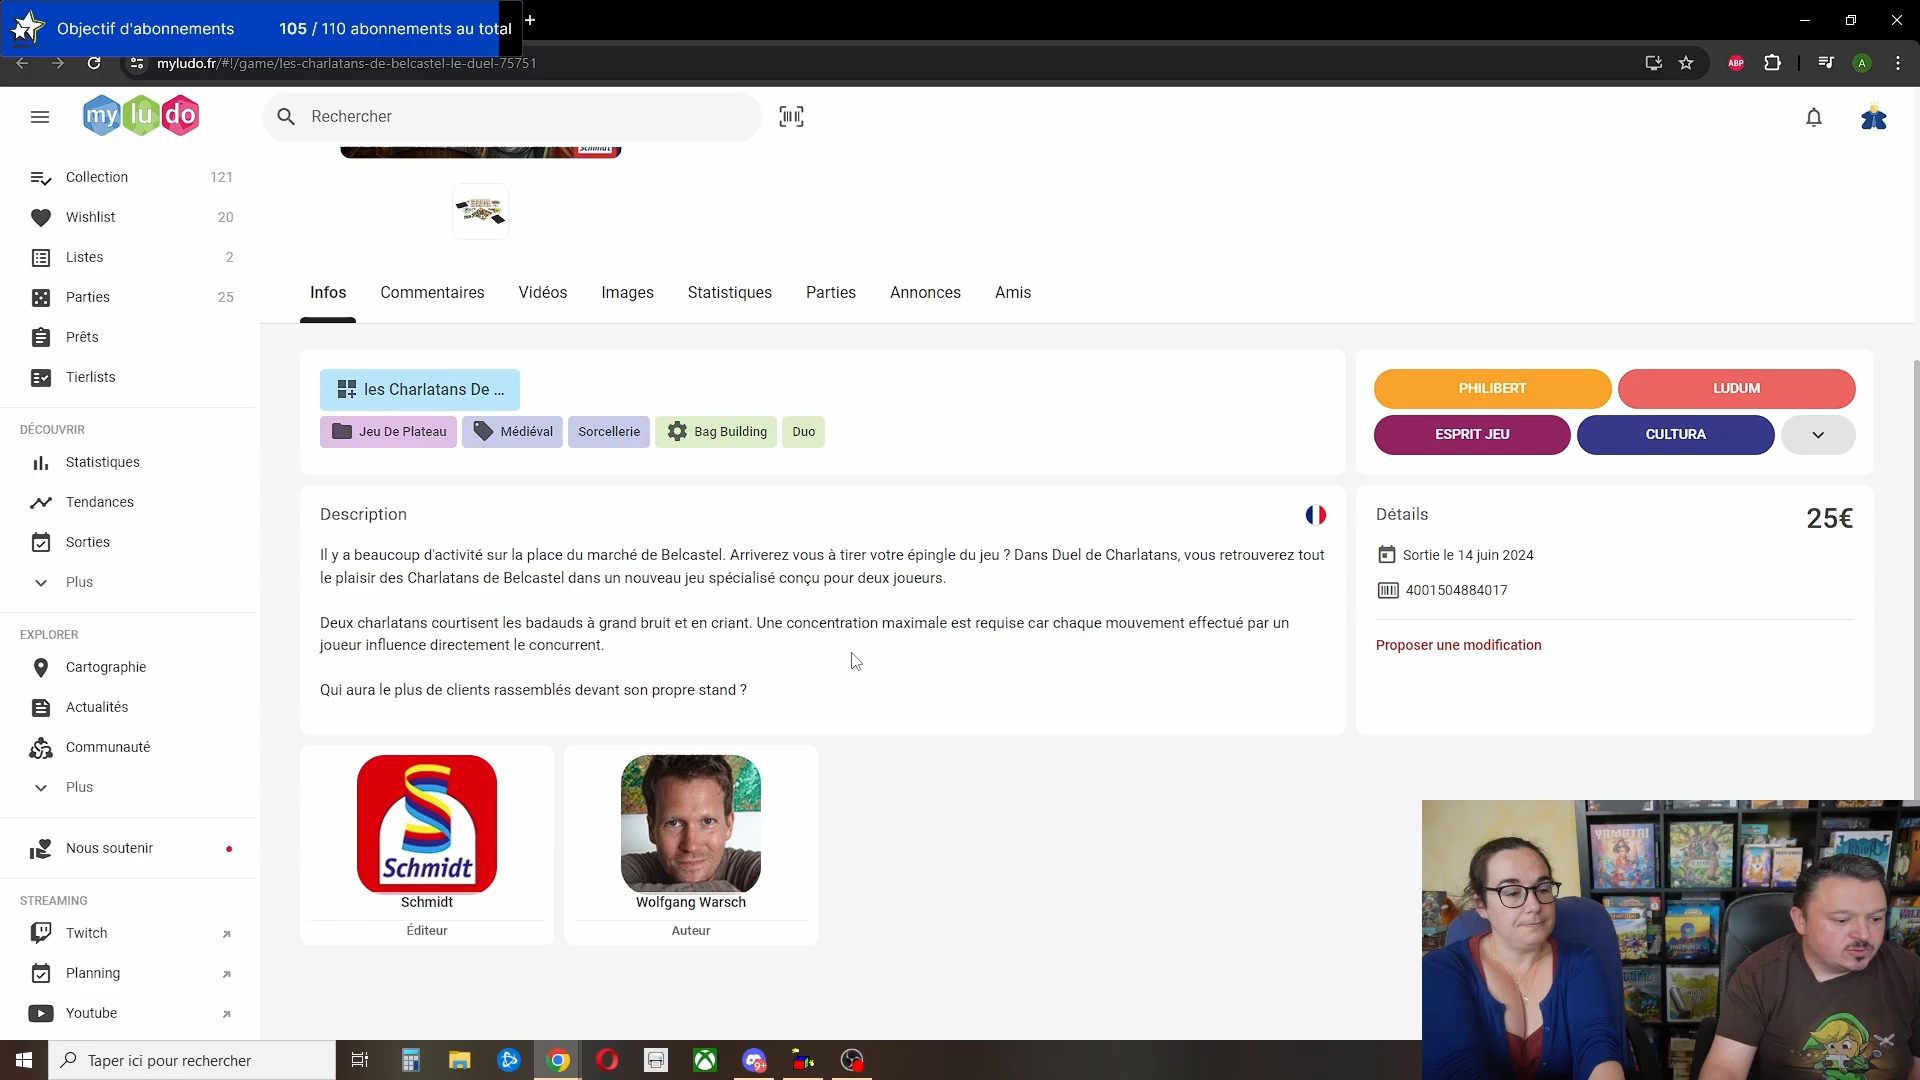 Objectif d'abonnements 105 / 110 abonnements au total
myludo.fr/#!/game/les-charlatans-de-belcastel-le-duel-75751
ABP
A
my lu do
Rechercher
Schmidt
Collection 121
Wishlist 20
Listes 2
Parties 25
Prêts
Tierlists
DÉCOUVRIR
Statistiques
Tendances
Sorties
Plus
EXPLORER
Cartographie
Actualités
Communauté
Plus
Nous soutenir
STREAMING
Twitch
Planning
Youtube
Infos Commentaires Vidéos Images Statistiques Parties Annonces Amis
les Charlatans De ...
Jeu De Plateau Médiéval Sorcellerie Bag Building Duo
PHILIBERT LUDUM
ESPRIT JEU CULTURA
Description
Il y a beaucoup d'activité sur la place du marché de Belcastel. Arriverez vous à tirer votre épingle du jeu ? Dans Duel de Charlatans, vous retrouverez tout
le plaisir des Charlatans de Belcastel dans un nouveau jeu spécialisé conçu pour deux joueurs.
Deux charlatans courtisent les badauds à grand bruit et en criant. Une concentration maximale est requise car chaque mouvement effectué par un
joueur influence directement le concurrent.
Qui aura le plus de clients rassemblés devant son propre stand ?
Détails 25€
Sortie le 14 juin 2024
4001504884017
Proposer une modification
Schmidt
Schmidt
Éditeur
Wolfgang Warsch
Auteur
YAMATAI
HARMONIES
Taper ici pour rechercher
9+